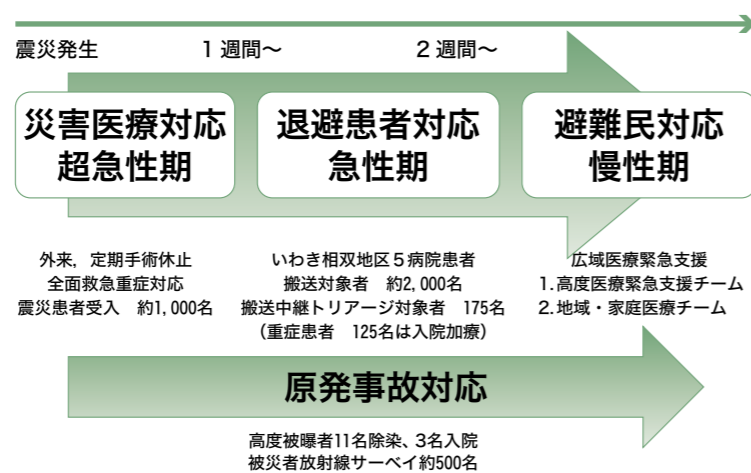 震災発生 1週間～ 2週間～
災害医療対応
超急性期
退避患者対応
急性期
避難民対応
慢性期
外来，定期手術休止
全面救急重症対応
震災患者受入　約1,000名
いわき相双地区５病院患者
搬送対象者　約2,000名
搬送中継トリアージ対象者　175名
（重症患者　125名は入院加療）
広域医療緊急支援
1.高度医療緊急支援チーム
2.地域・家庭医療チーム
原発事故対応
高度被曝者11名除染、3名入院
被災者放射線サーベイ約500名